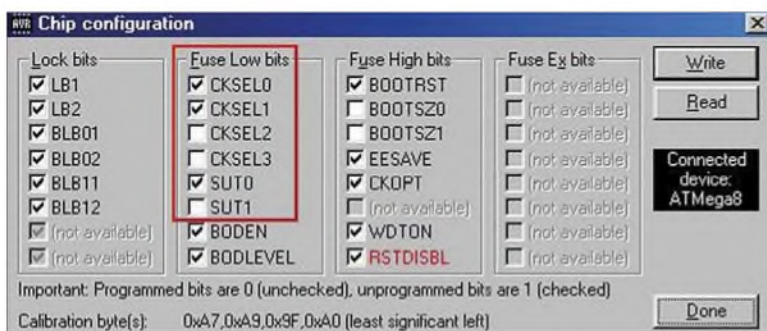 AVR Chip configuration
Lock bits
LB1
LB2
BLB01
BLB02
BLB11
BLB12
(not available)
(not available)
Fuse Low bits
CKSEL0
CKSEL1
CKSEL2
CKSEL3
SUT0
SUT1
BODEN
BODLEVEL
Fuse High bits
BOOTRST
BOOTSZ0
BOOTSZ1
EESAVE
CKOPT
(not available)
WDTON
RSTDISBL
Fuse Ex bits
(not available)
(not available)
(not available)
(not available)
(not available)
(not available)
(not available)
(not available)
Write
Read
Connected
device:
ATMega8
Important: Programmed bits are 0 (unchecked), unprogrammed bits are 1 (checked)
Calibration byte(s): 0xA7,0xA9,0x9F,0xA0 (least significant left)
Done